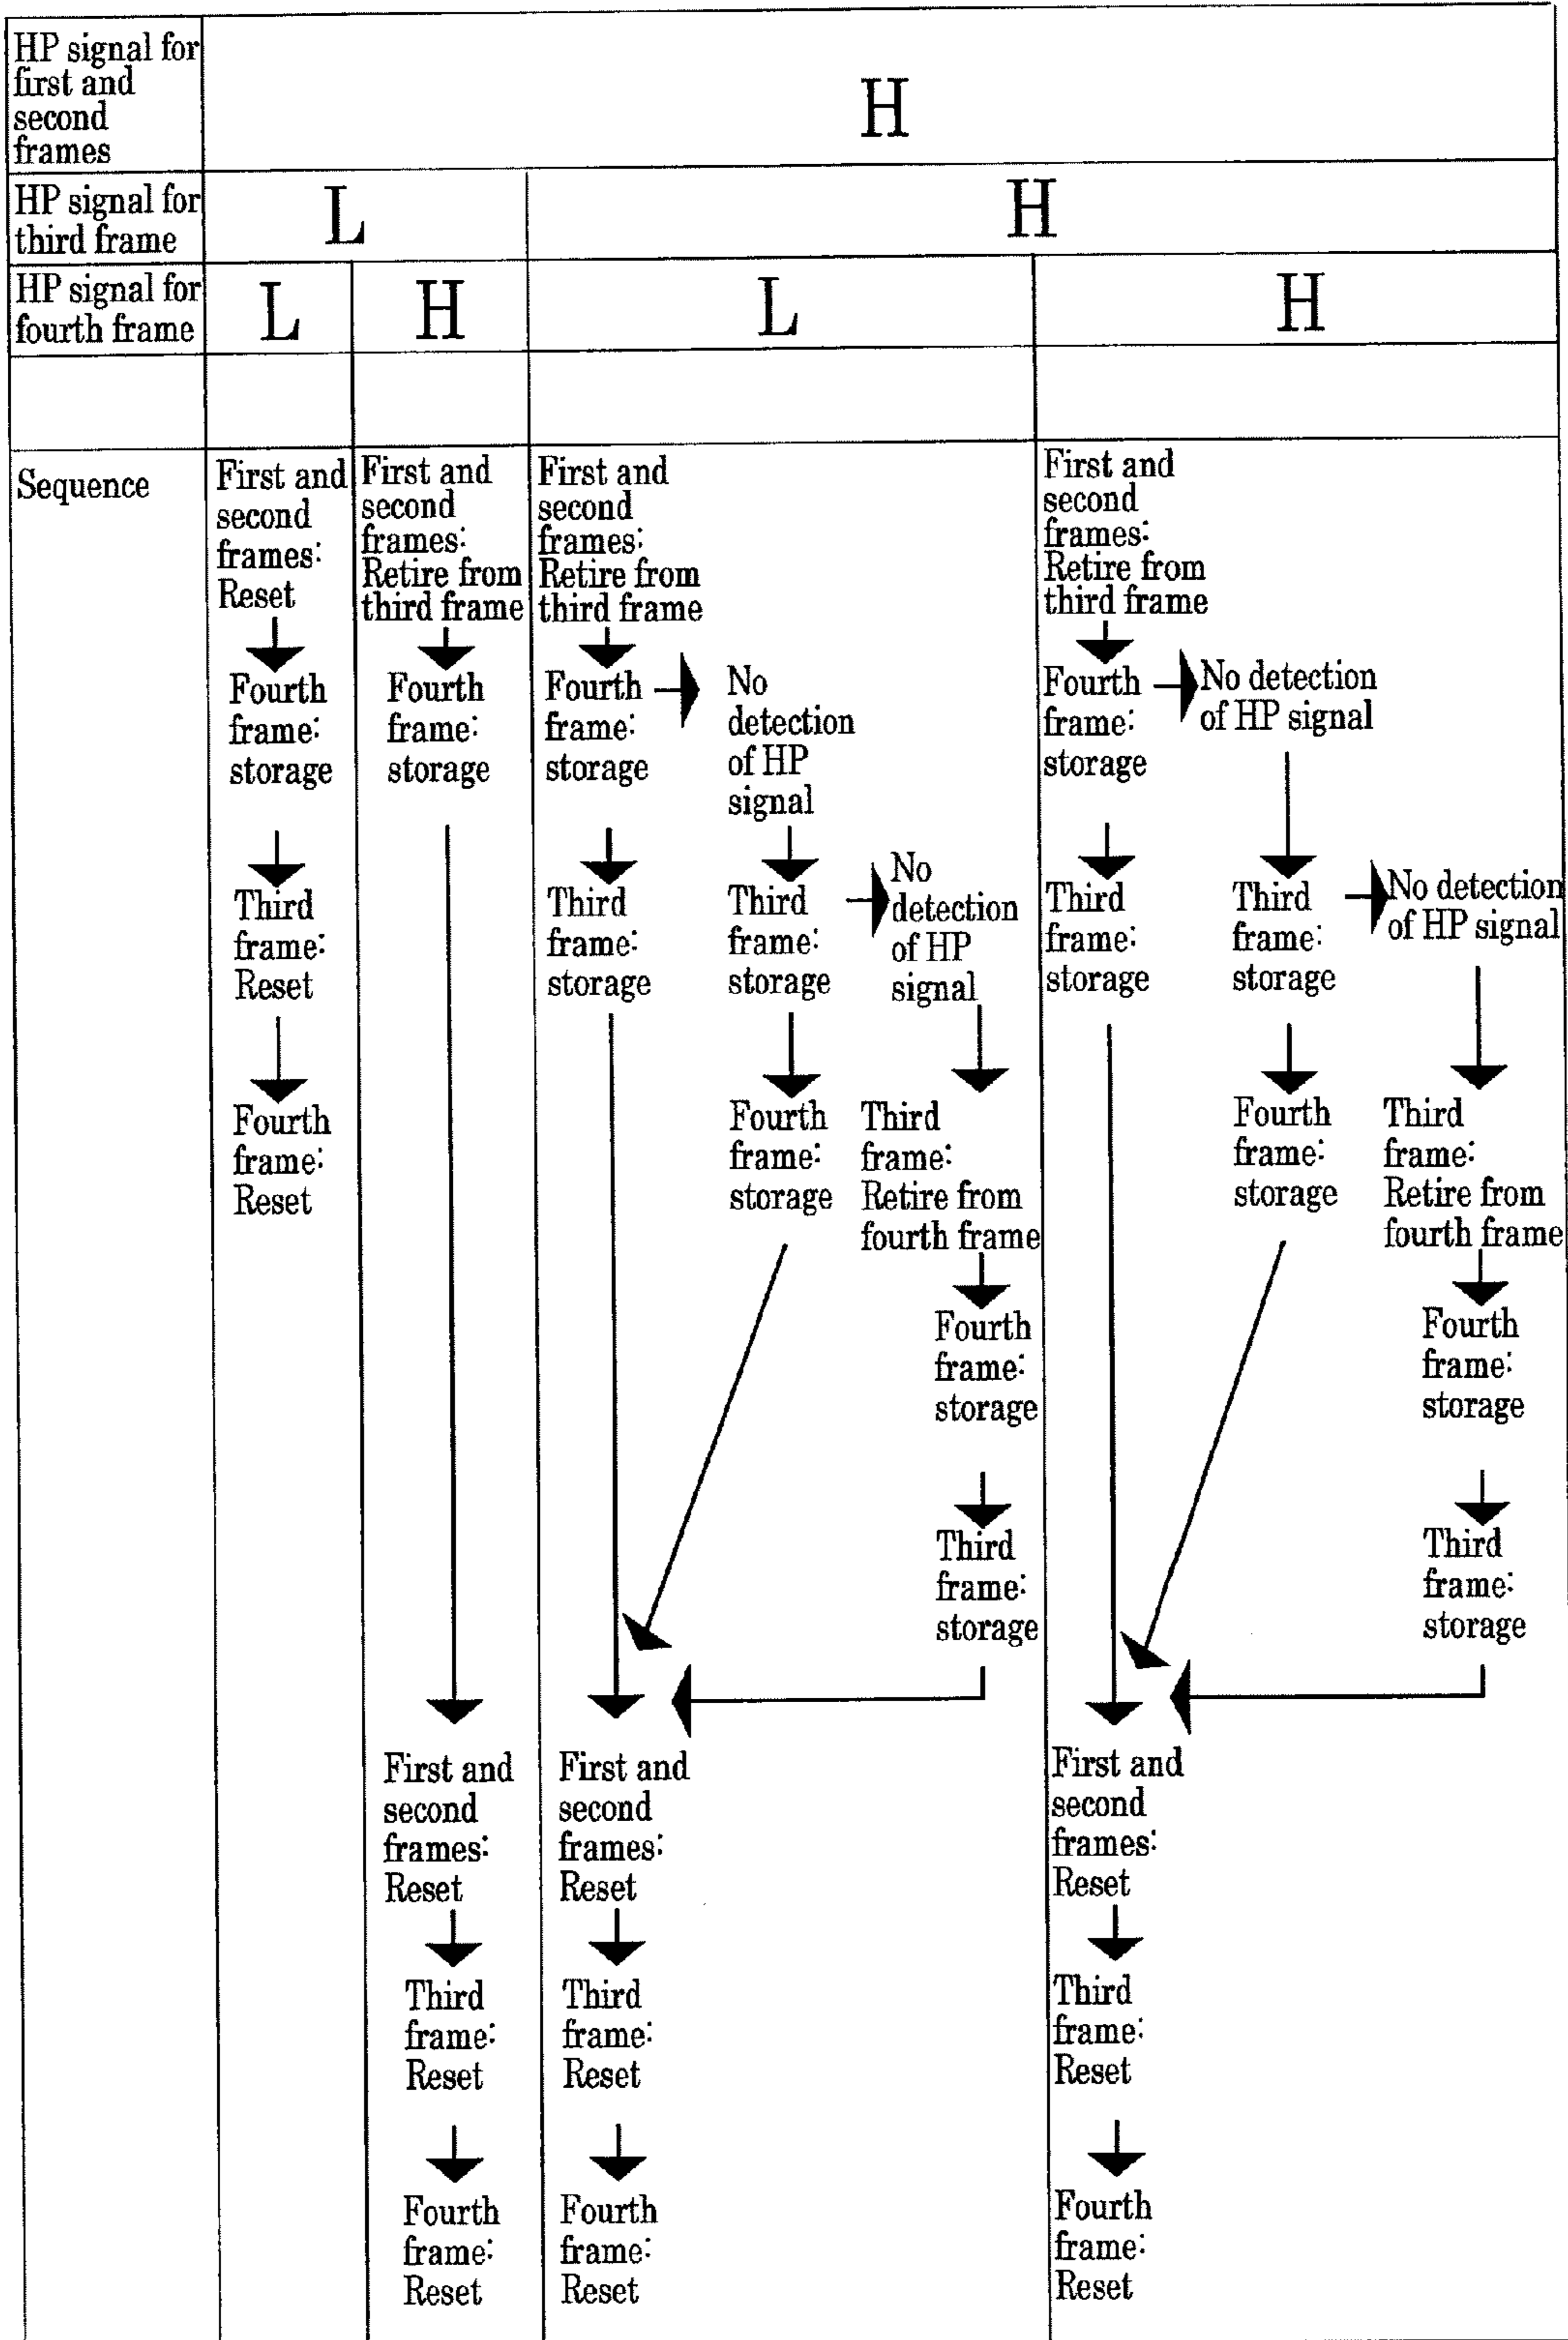 HP signal for
first and
second
frames
H
HP signal for
third frame
L
H
HP signal for
fourth frame
L
H
L
H
Sequence
First and
second
frames:
Reset
Fourth
frame:
storage
Third
frame:
Reset
Fourth
frame:
Reset
First and
second
frames:
Retire from
third frame
Fourth
frame:
storage
First and
second
frames:
Reset
Third
frame:
Reset
Fourth
frame:
Reset
First and
second
frames:
Retire from
third frame
Fourth
frame:
storage
Third
frame:
storage
No
detection
of HP
signal
Third
frame:
storage
Fourth
frame:
storage
No
detection
of HP
signal
Third
frame:
Retire from
fourth frame
Fourth
frame:
storage
Third
frame:
storage
First and
second
frames:
Reset
Third
frame:
Reset
Fourth
frame:
Reset
First and
second
frames:
Retire from
third frame
Fourth
frame:
storage
Third
frame:
storage
No detection
of HP signal
Third
frame:
storage
Fourth
frame:
storage
No detection
of HP signal
Third
frame:
Retire from
fourth frame
Fourth
frame:
storage
Third
frame:
storage
First and
second
frames:
Reset
Third
frame:
Reset
Fourth
frame:
Reset